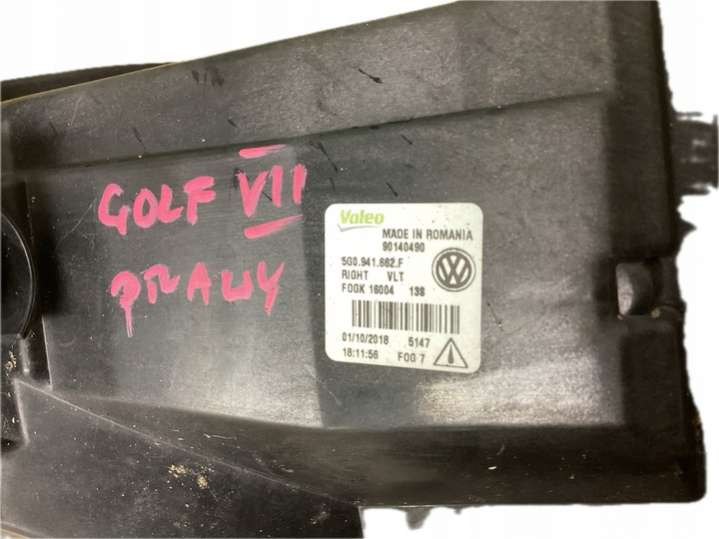 GOLF VII
PRAWY
Valeo
MADE IN ROMANIA
90140490
5G0.941.662.F
RIGHT VLT
FOGK 16004 138
01/10/2018 5147
18:11:56 FOG 7